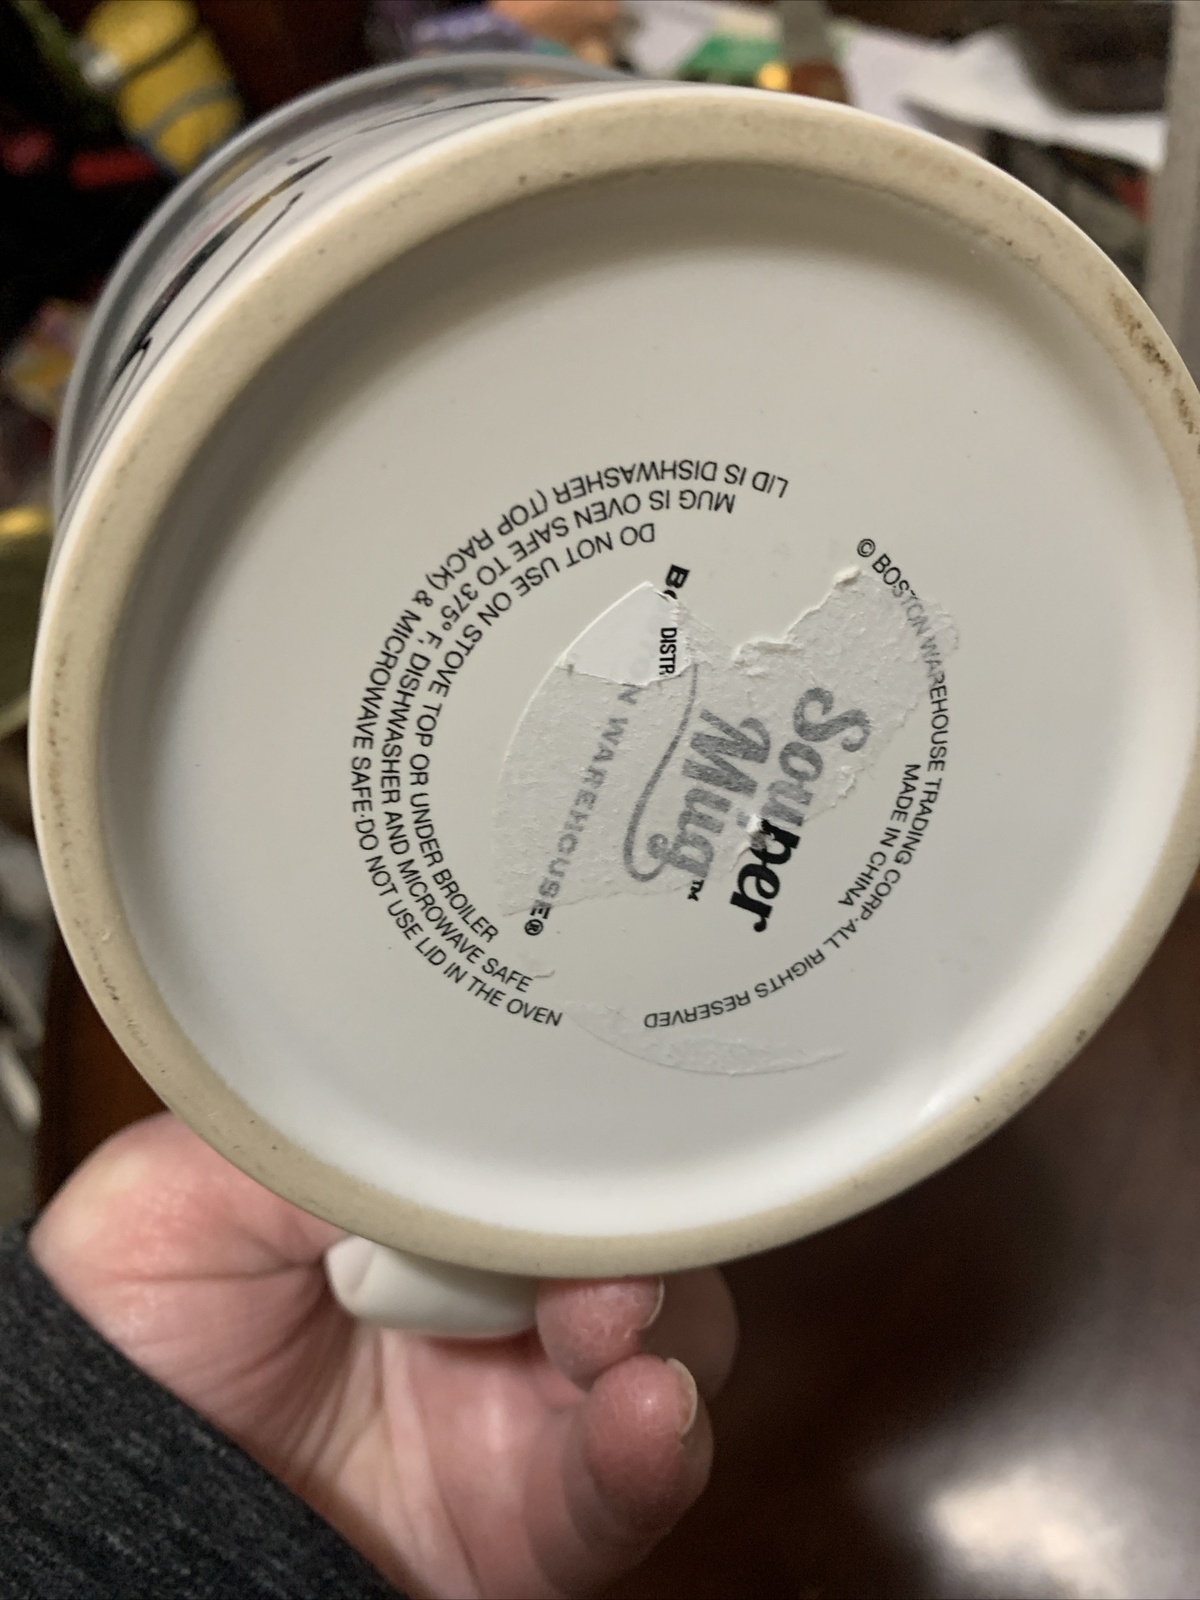 LID IS DISHWASHER (TOP RACK) & MICROWAVE SAFE·DO NOT USE LID IN THE OVEN
MUG IS OVEN SAFE TO 375° F, DISHWASHER AND MICROWAVE SAFE
DO NOT USE ON STOVE TOP OR UNDER BROILER
WAREHOUSE®
DISTR
Souper
Mug™
MADE IN CHINA
© BOSTON WAREHOUSE TRADING CORP·ALL RIGHTS RESERVED